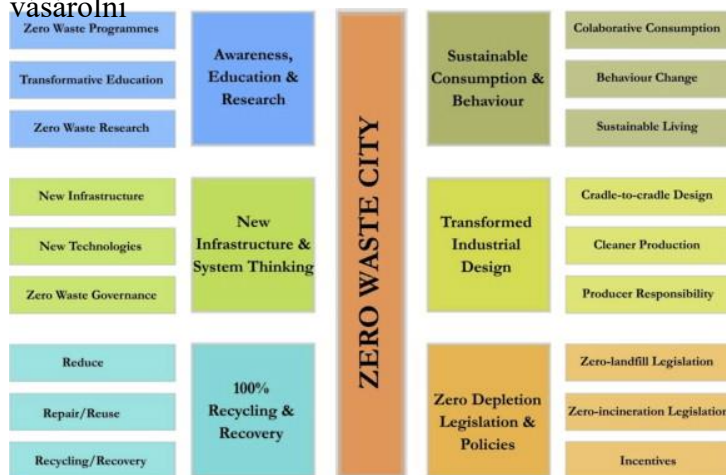 vásárolni
Zero Waste Programmes
Transformative Education
Zero Waste Research
Awareness,
Education &
Research
New Infrastructure
New Technologies
Zero Waste Governance
New
Infrastructure &
System Thinking
Reduce
Repair/Reuse
Recycling/Recovery
100%
Recycling &
Recovery
ZERO WASTE CITY
Sustainable
Consumption &
Behaviour
Colaborative Consumption
Behaviour Change
Sustainable Living
Transformed
Industrial
Design
Cradle-to-cradle Design
Cleaner Production
Producer Responsibility
Zero Depletion
Legislation &
Policies
Zero-landfill Legislation
Zero-incineration Legislation
Incentives